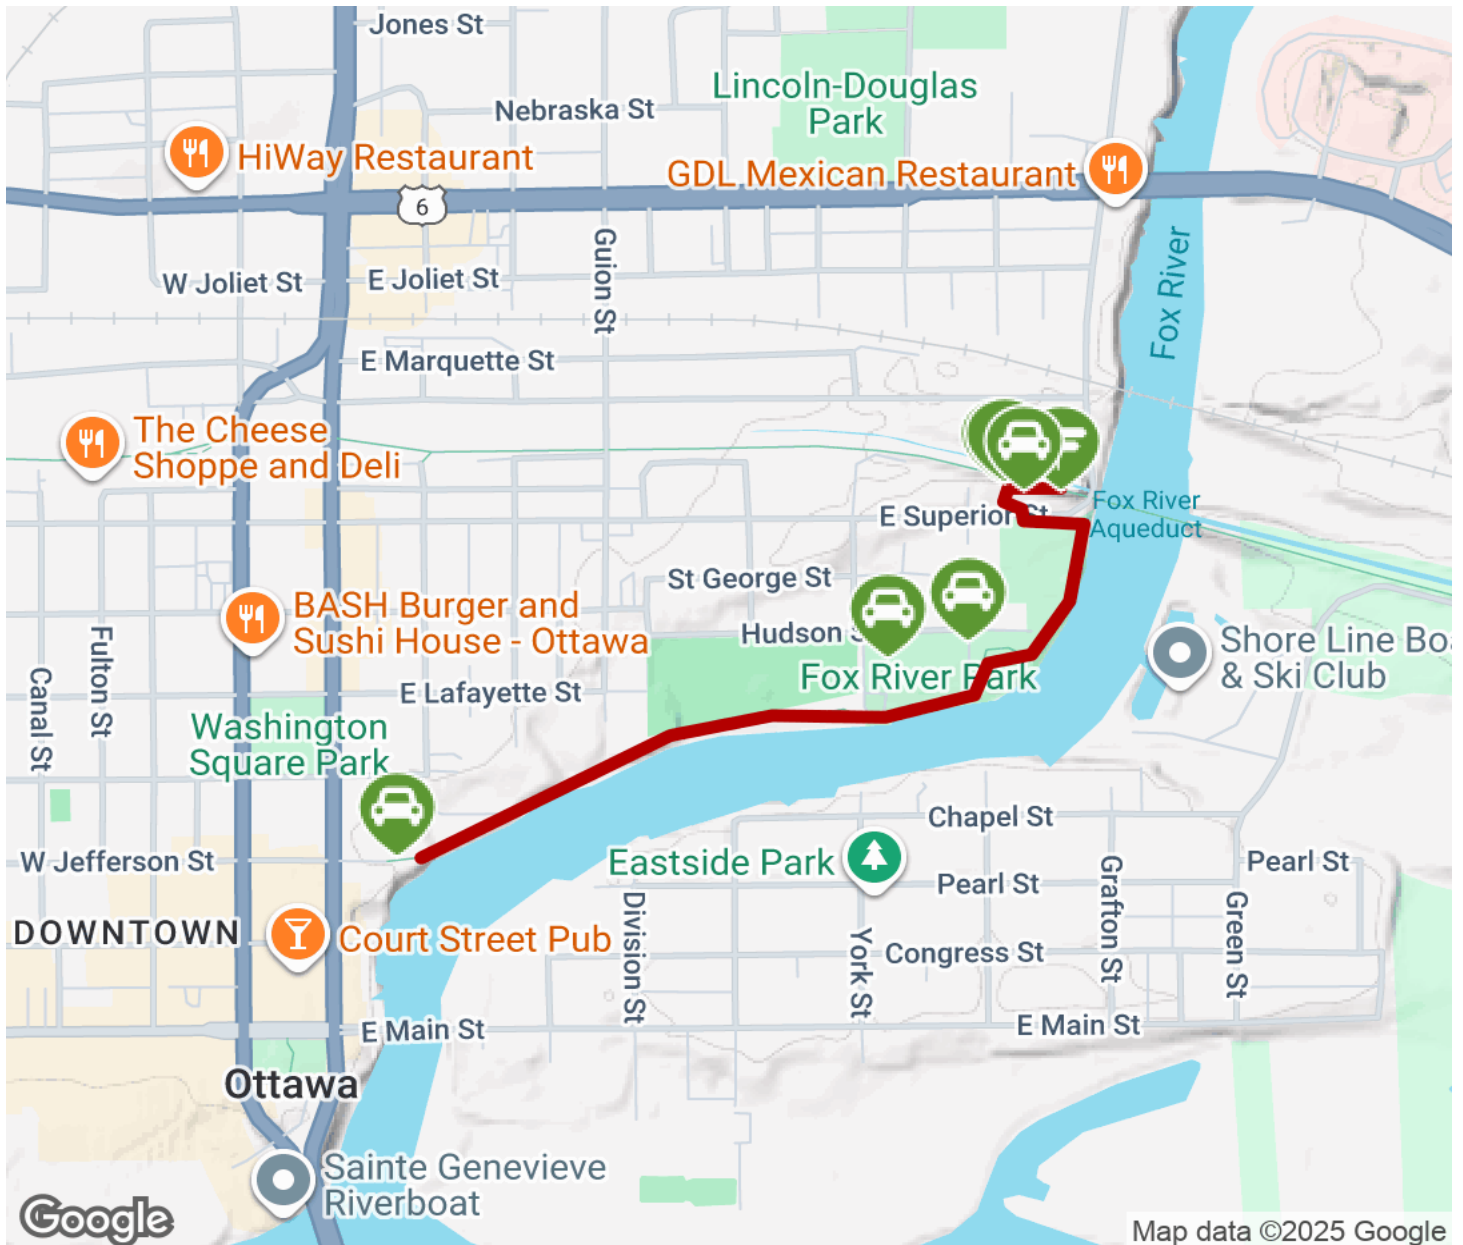 Jones St
Nebraska St
Lincoln-Douglas
Park
HiWay Restaurant
GDL Mexican Restaurant
6
Guion St
Fox River
W Joliet St
E Joliet St
E Marquette St
The Cheese
Shoppe and Deli
Fox River
Aqueduct
E Superior St
St George St
BASH Burger and
Sushi House - Ottawa
Hudson S
Fox River Park
Shore Line Boa
& Ski Club
Fulton St
Canal St
E Lafayette St
Washington
Square Park
W Jefferson St
Chapel St
Eastside Park
Pearl St
Pearl St
Grafton St
Green St
DOWNTOWN
Court Street Pub
Division St
York St
Congress St
E Main St
E Main St
Ottawa
Sainte Genevieve
Riverboat
Google
Map data ©2025 Google